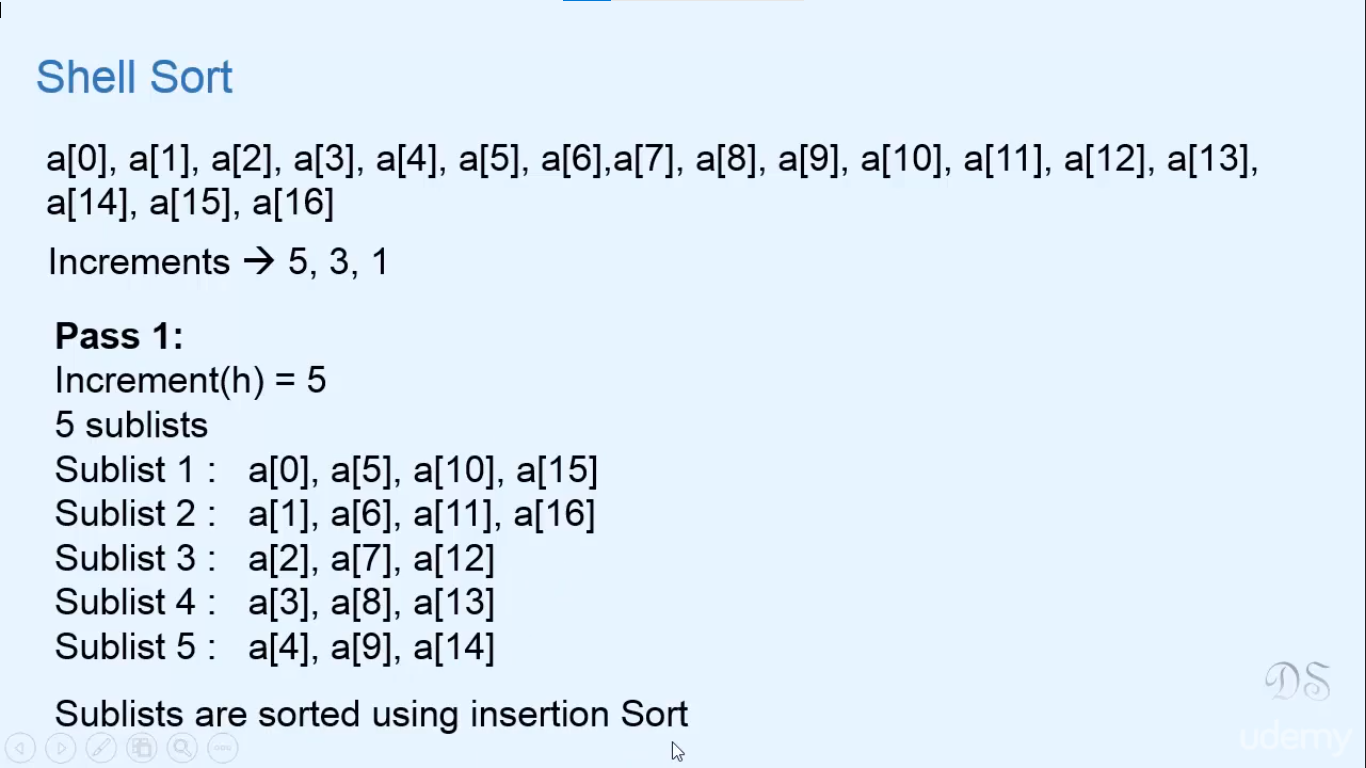 Shell Sort
a[0], a[1], a[2], a[3], a[4], a[5], a[6],a[7], a[8], a[9], a[10], a[11], a[12], a[13],
a[14], a[15], a[16]
Increments → 5, 3, 1
Pass 1:
Increment(h) = 5
5 sublists
Sublist 1 : a[0], a[5], a[10], a[15]
Sublist 2 : a[1], a[6], a[11], a[16]
Sublist 3 : a[2], a[7], a[12]
Sublist 4 : a[3], a[8], a[13]
Sublist 5 : a[4], a[9], a[14]
Sublists are sorted using insertion Sort
DS
udemy